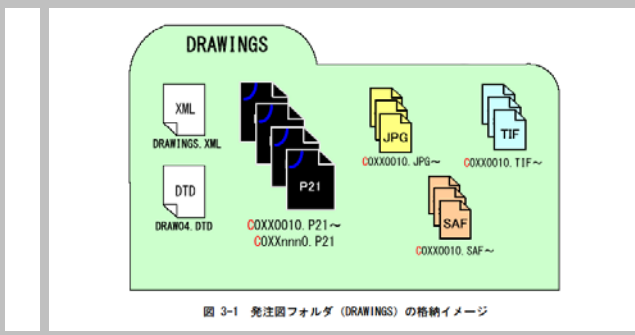 DRAWINGS
XML
DRAWINGS.XML
DTD
DRAW04.DTD
P21
C0XX0010.P21～
C0XXnnn0.P21
JPG
C0XX0010.JPG～
TIF
C0XX0010.TIF～
SAF
C0XX0010.SAF～
図 3-1 発注図フォルダ (DRAWINGS) の格納イメージ